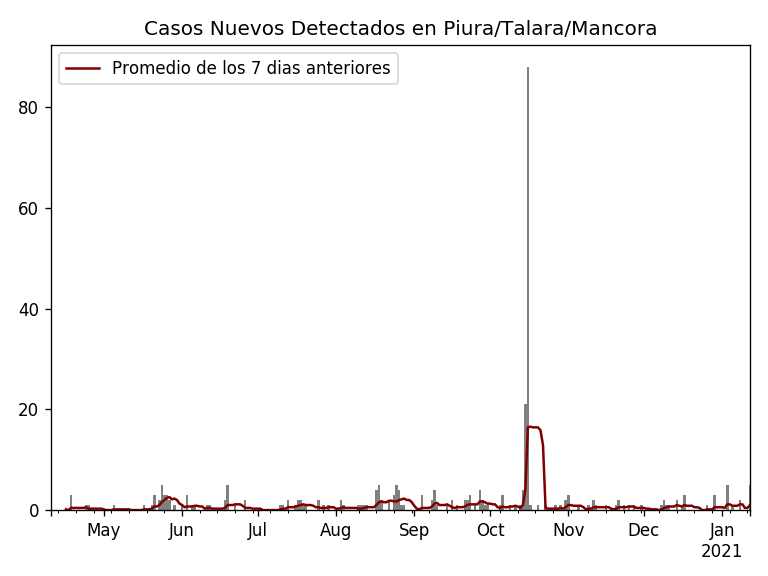 Casos Nuevos Detectados en Piura/Talara/Mancora
Promedio de los 7 dias anteriores
80
60
40
20
0
May Jun Jul Aug Sep Oct Nov Dec Jan
2021